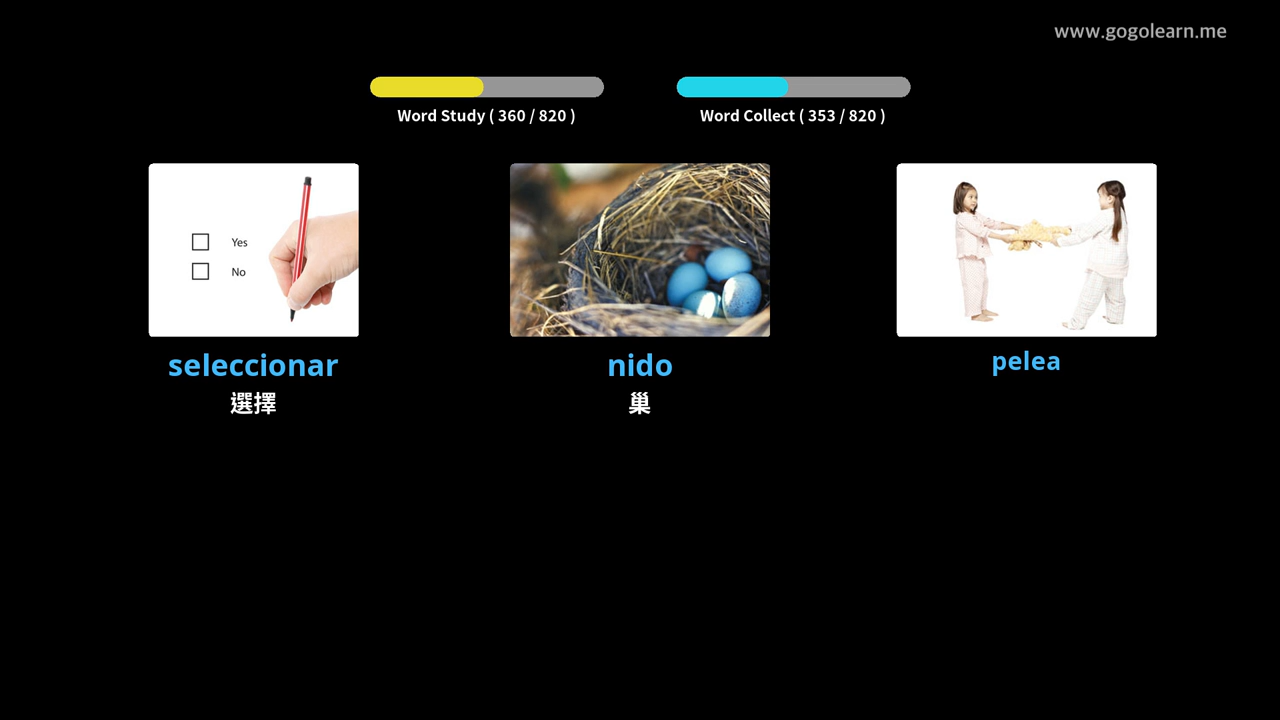 www.gogolearn.me
Word Study ( 360 / 820 )
Word Collect ( 353 / 820 )
Yes
No
seleccionar
選擇
nido
巢
pelea